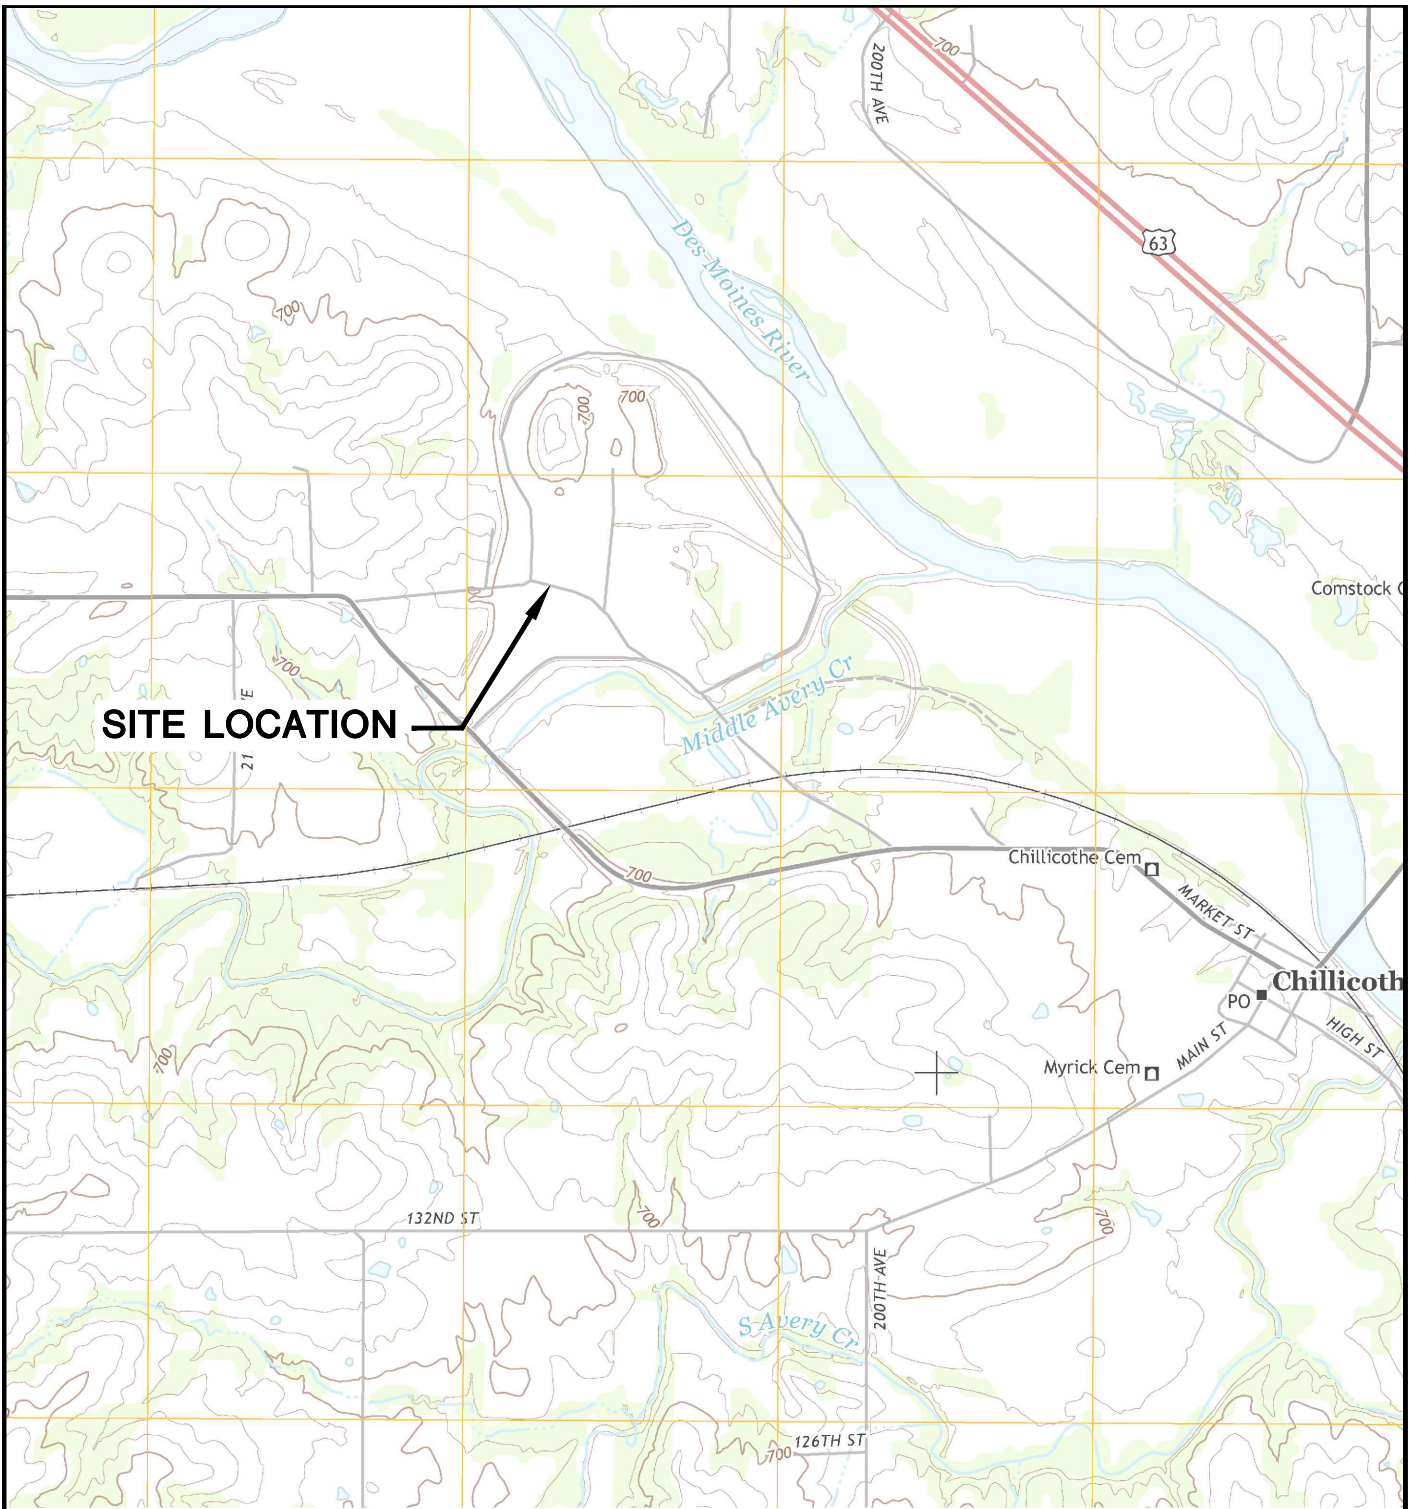 700
200TH AVE
63
Des Moines River
700
700
700
Comstock C
700
SITE LOCATION
21
VE
Middle Avery Cr
Chillicothe Cem
700
MARKET ST
Chillicoth
PO
HIGH ST
MAIN ST
Myrick Cem
700
132ND ST
700
700
200TH AVE
S Avery Cr
126TH ST
700